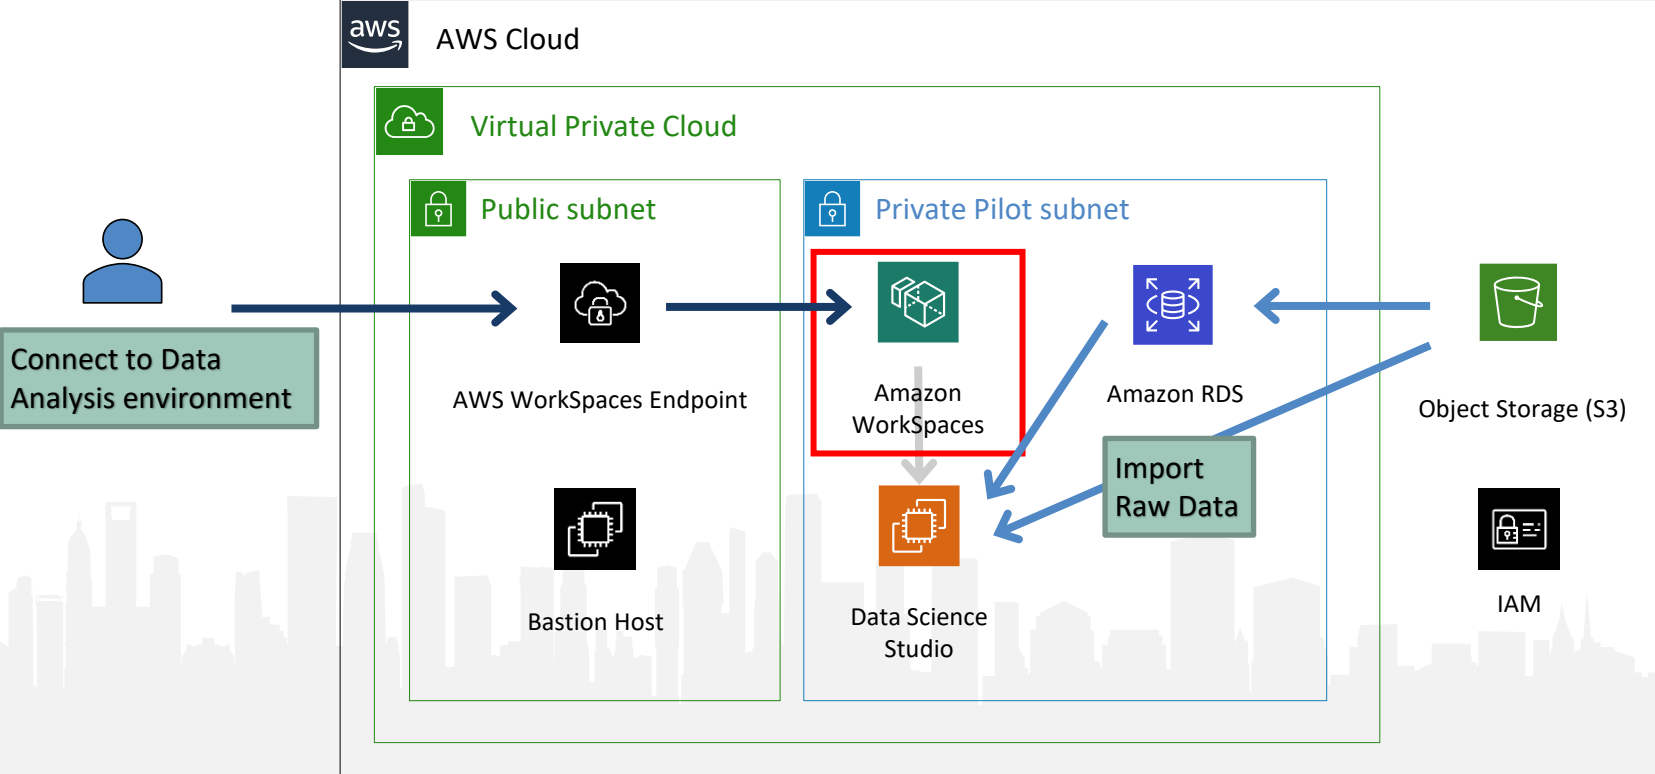 aws
AWS Cloud
Virtual Private Cloud
Public subnet
Private Pilot subnet
Connect to Data
Analysis environment
AWS WorkSpaces Endpoint
Amazon
WorkSpaces
Amazon RDS
Object Storage (S3)
Import
Raw Data
Bastion Host
Data Science
Studio
IAM